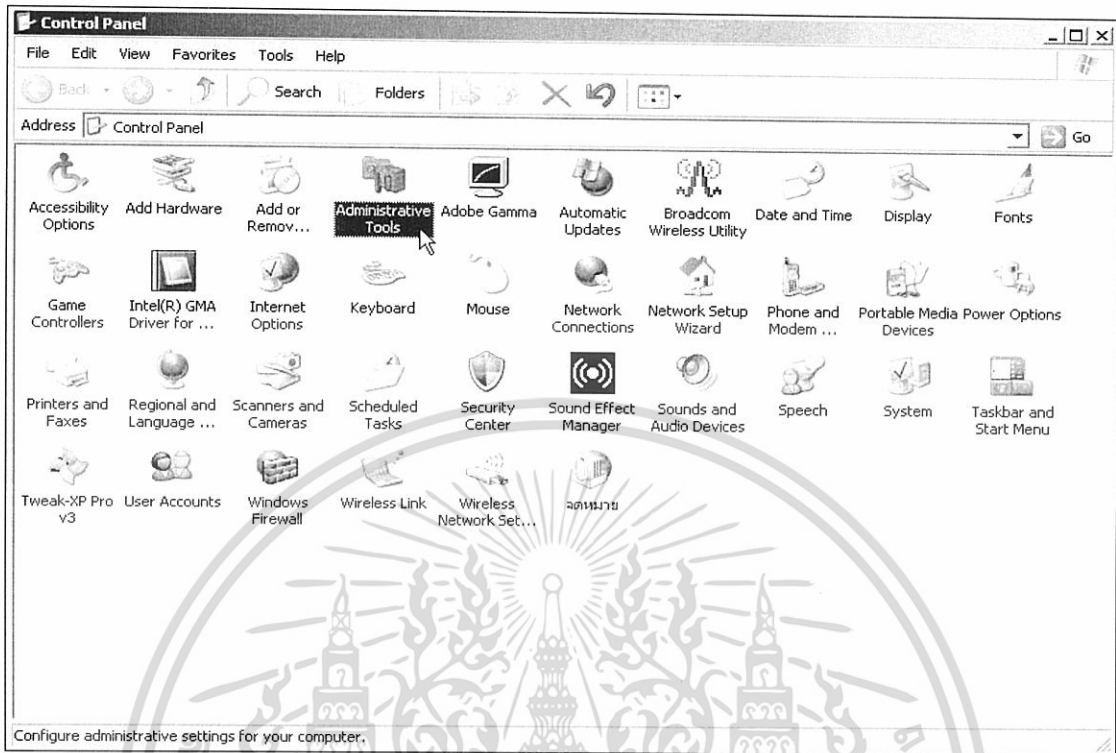 Control Panel
File Edit View Favorites Tools Help
Back Search Folders
Address Control Panel Go
Accessibility Options
Add Hardware
Add or Remov...
Administrative Tools
Adobe Gamma
Automatic Updates
Broadcom Wireless Utility
Date and Time
Display
Fonts
Game Controllers
Intel(R) GMA Driver for ...
Internet Options
Keyboard
Mouse
Network Connections
Network Setup Wizard
Phone and Modem ...
Portable Media Devices
Power Options
Printers and Faxes
Regional and Language ...
Scanners and Cameras
Scheduled Tasks
Security Center
Sound Effect Manager
Sounds and Audio Devices
Speech
System
Taskbar and Start Menu
Tweak-XP Pro v3
User Accounts
Windows Firewall
Wireless Link
Wireless Network Set...
จดหมาย
Configure administrative settings for your computer.